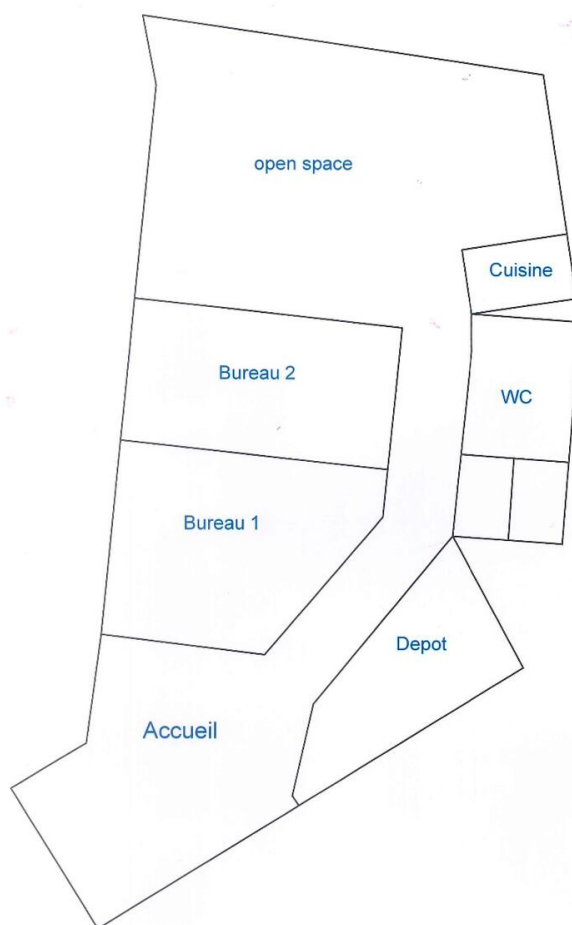 open space
Cuisine
Bureau 2
WC
Bureau 1
Depot
Accueil